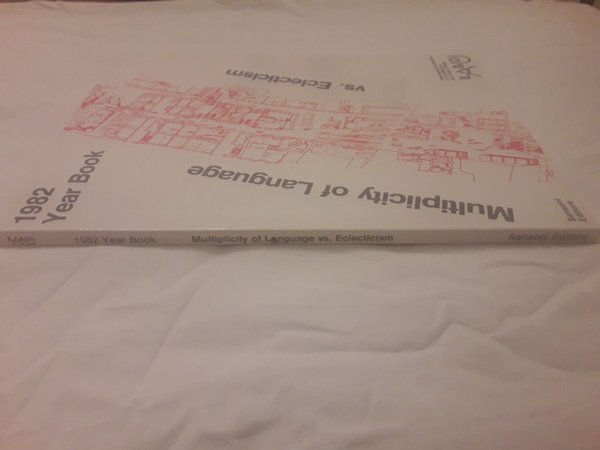 Multiplicity of Language
vs. Eclecticism
1982
Year Book
Sansoni
Editore
1982 Year Book Multiplicity of Language vs. Eclecticism Sansoni Editore